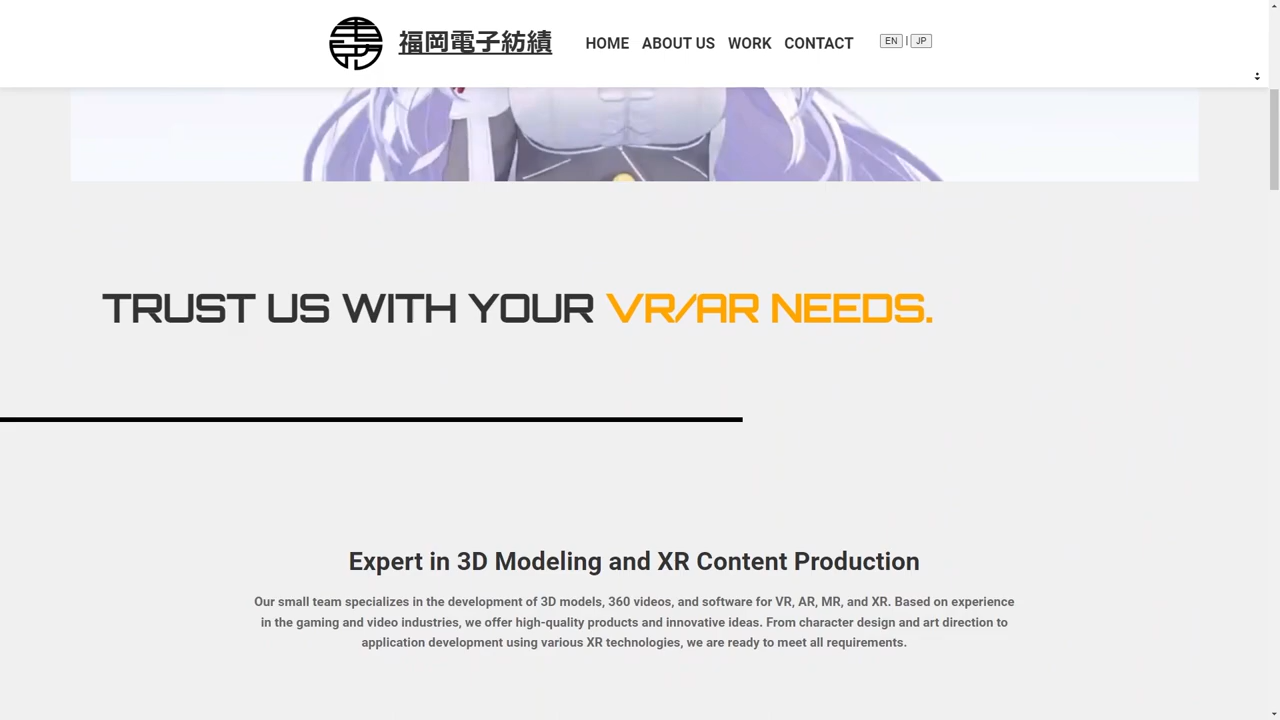 福岡電子紡績
HOME ABOUT US WORK CONTACT
EN | JP
TRUST US WITH YOUR VR/AR NEEDS.
Expert in 3D Modeling and XR Content Production
Our small team specializes in the development of 3D models, 360 videos, and software for VR, AR, MR, and XR. Based on experience
in the gaming and video industries, we offer high-quality products and innovative ideas. From character design and art direction to
application development using various XR technologies, we are ready to meet all requirements.